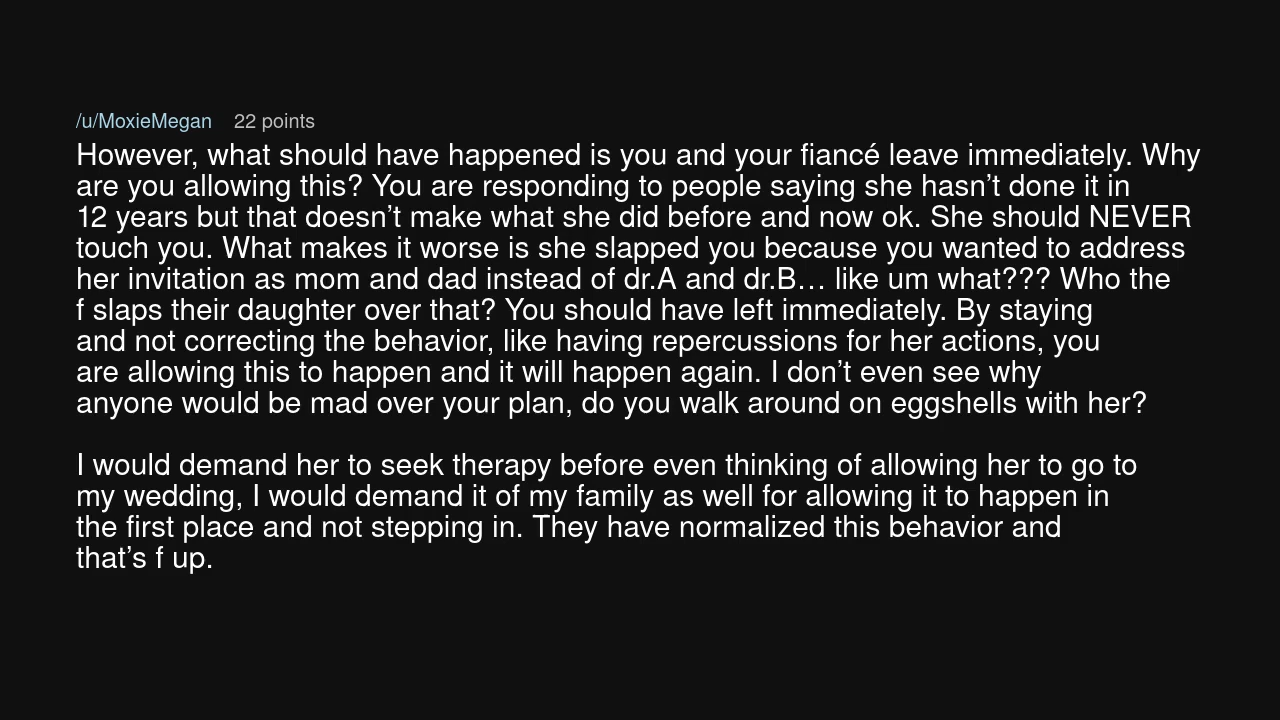 /u/MoxieMegan 22 points
However, what should have happened is you and your fiancé leave immediately. Why
are you allowing this? You are responding to people saying she hasn’t done it in
12 years but that doesn’t make what she did before and now ok. She should NEVER
touch you. What makes it worse is she slapped you because you wanted to address
her invitation as mom and dad instead of dr.A and dr.B… like um what??? Who the
f slaps their daughter over that? You should have left immediately. By staying
and not correcting the behavior, like having repercussions for her actions, you
are allowing this to happen and it will happen again. I don’t even see why
anyone would be mad over your plan, do you walk around on eggshells with her?
I would demand her to seek therapy before even thinking of allowing her to go to
my wedding, I would demand it of my family as well for allowing it to happen in
the first place and not stepping in. They have normalized this behavior and
that’s f up.